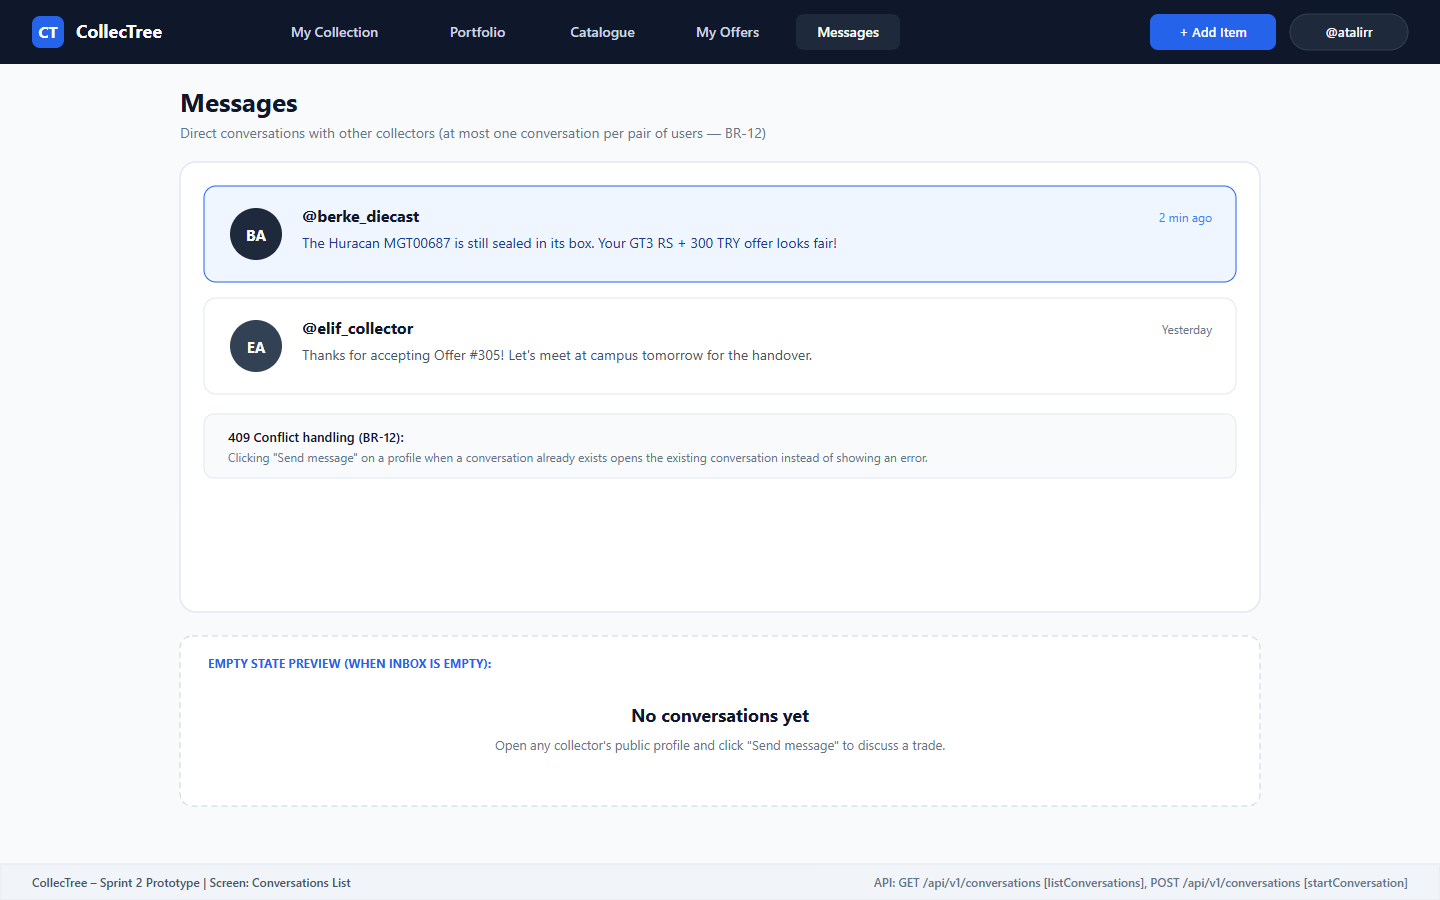 CT CollecTree My Collection Portfolio Catalogue My Offers Messages + Add Item @atalirr
Messages
Direct conversations with other collectors (at most one conversation per pair of users — BR-12)
BA
@berke_diecast
2 min ago
The Huracan MGT00687 is still sealed in its box. Your GT3 RS + 300 TRY offer looks fair!
EA
@elif_collector
Yesterday
Thanks for accepting Offer #305! Let's meet at campus tomorrow for the handover.
409 Conflict handling (BR-12):
Clicking "Send message" on a profile when a conversation already exists opens the existing conversation instead of showing an error.
EMPTY STATE PREVIEW (WHEN INBOX IS EMPTY):
No conversations yet
Open any collector's public profile and click "Send message" to discuss a trade.
CollecTree – Sprint 2 Prototype | Screen: Conversations List
API: GET /api/v1/conversations [listConversations], POST /api/v1/conversations [startConversation]